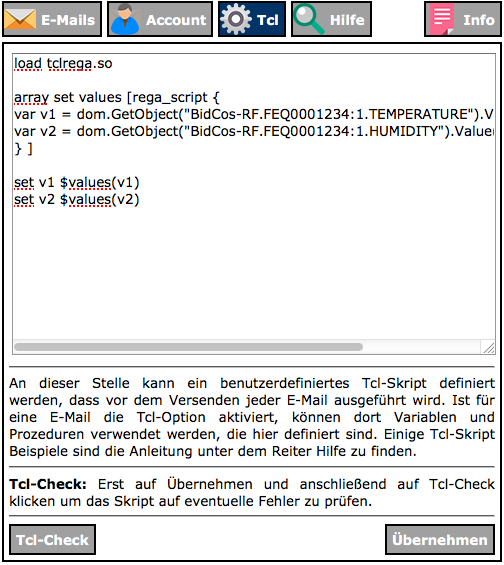 E-Mails Account Tcl Hilfe Info
load tclrega.so
array set values [rega_script {
var v1 = dom.GetObject("BidCos-RF.FEQ0001234:1.TEMPERATURE").V
var v2 = dom.GetObject("BidCos-RF.FEQ0001234:1.HUMIDITY").Value
} ]
set v1 $values(v1)
set v2 $values(v2)
An dieser Stelle kann ein benutzerdefiniertes Tcl-Skript definiert
werden, dass vor dem Versenden jeder E-Mail ausgeführt wird. Ist für
eine E-Mail die Tcl-Option aktiviert, können dort Variablen und
Prozeduren verwendet werden, die hier definiert sind. Einige Tcl-Skript
Beispiele sind die Anleitung unter dem Reiter Hilfe zu finden.
Tcl-Check: Erst auf Übernehmen und anschließend auf Tcl-Check
klicken um das Skript auf eventuelle Fehler zu prüfen.
Tcl-Check Übernehmen